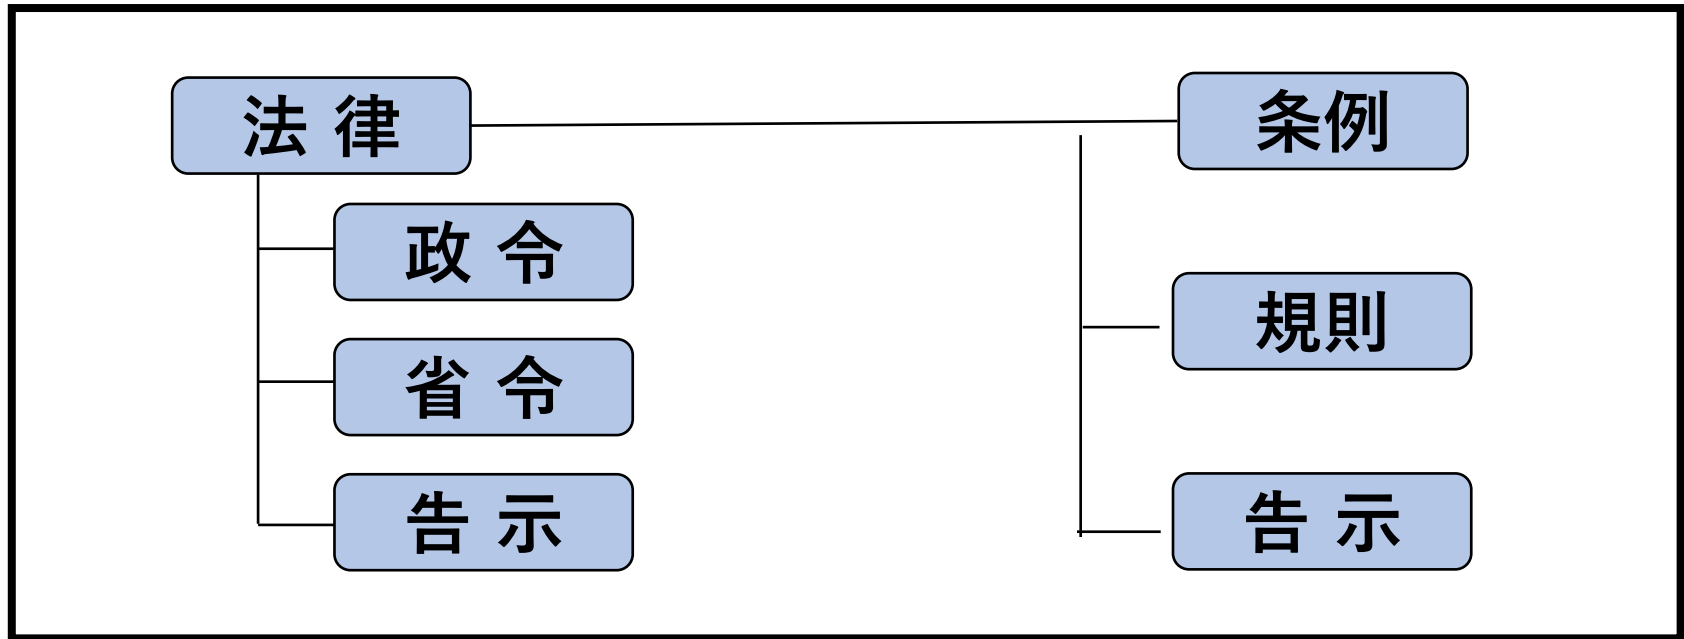 法 律
政 令
省 令
告 示
条例
規則
告 示